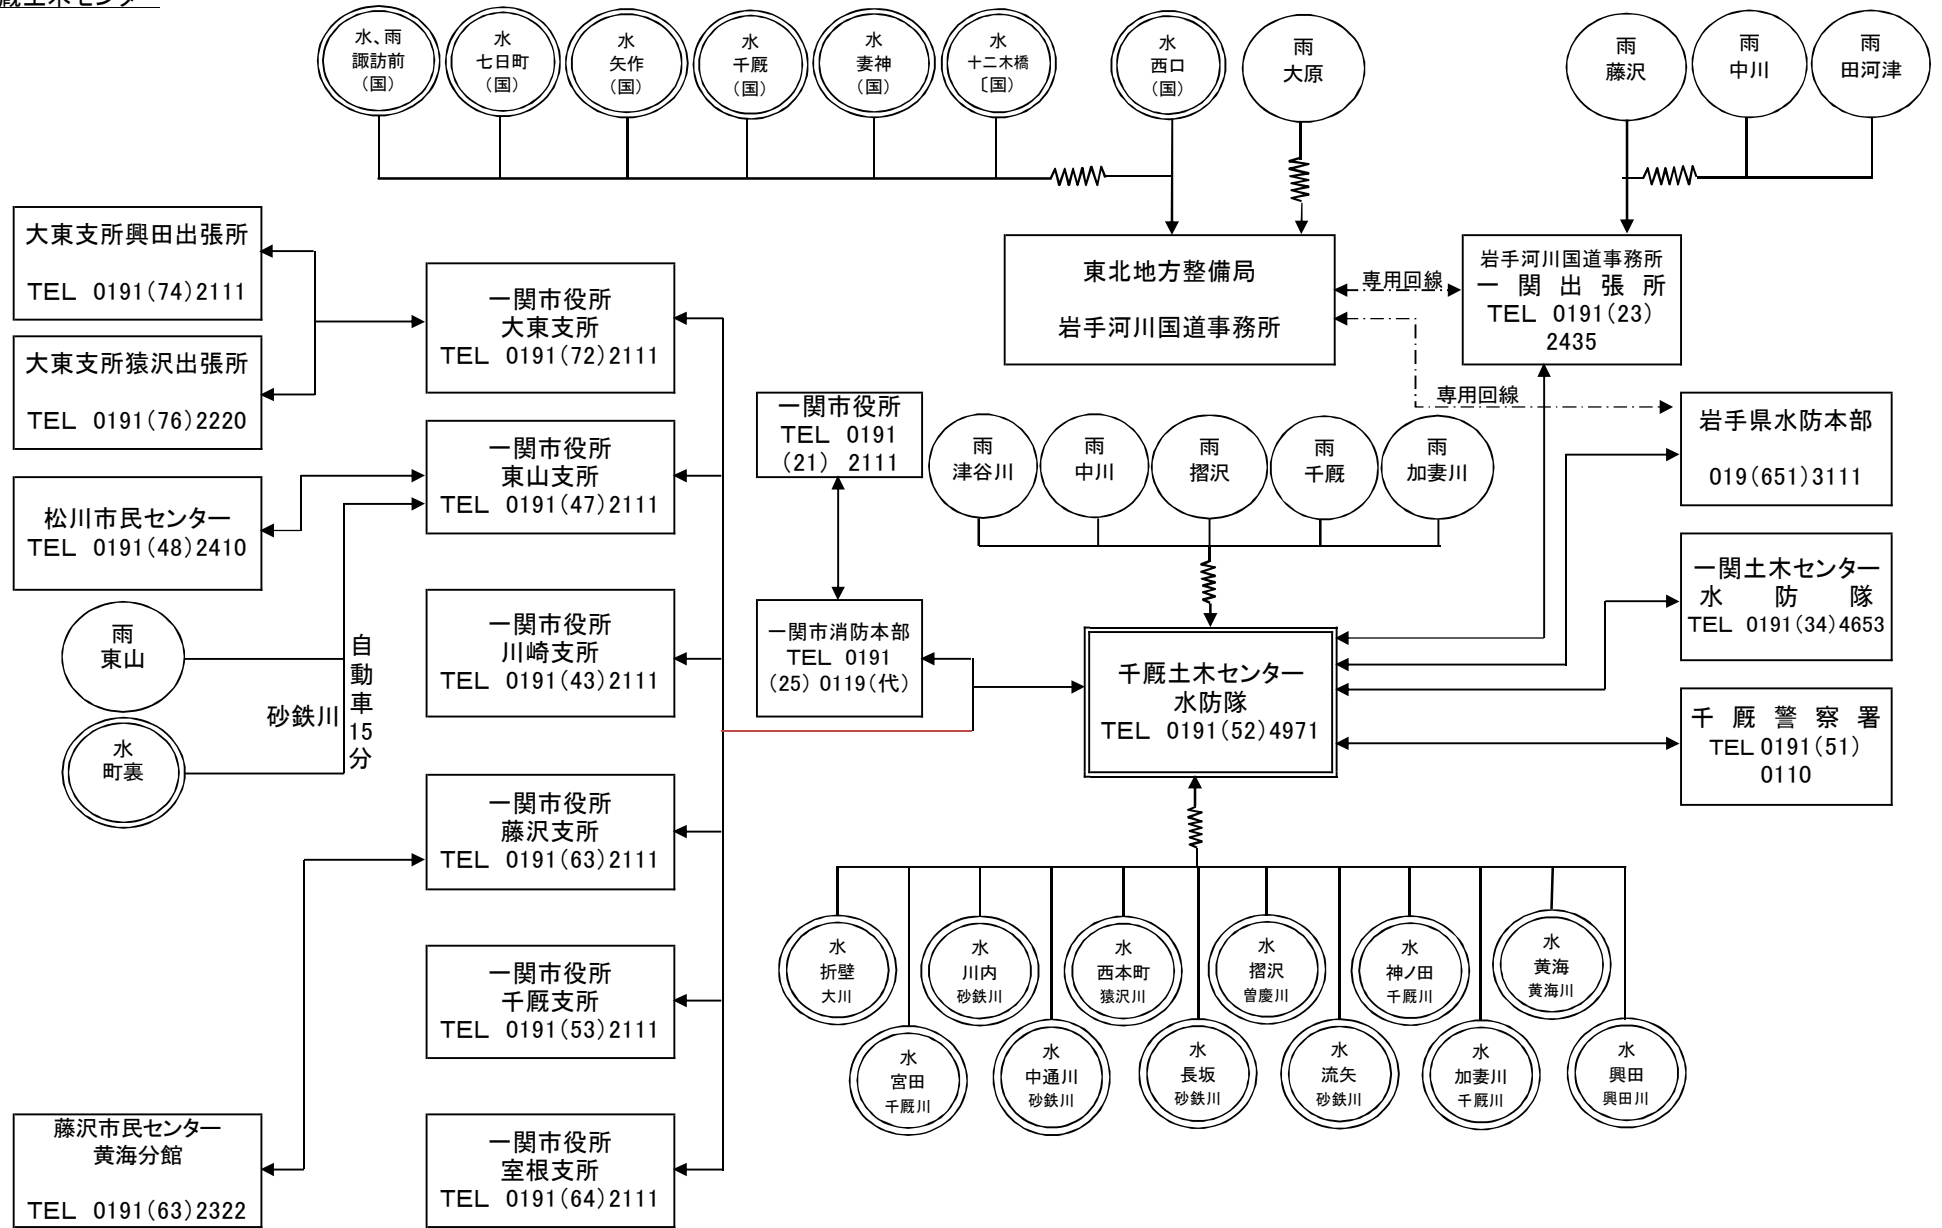 厩土木センター
水、雨
諏訪前
(国)
水
七日町
(国)
水
矢作
(国)
水
千厩
(国)
水
妻神
(国)
水
十二木橋
〔国)
水
西口
(国)
雨
大原
雨
藤沢
雨
中川
雨
田河津
大東支所興田出張所
TEL 0191(74)2111
大東支所猿沢出張所
TEL 0191(76)2220
松川市民センター
TEL 0191(48)2410
雨
東山
水
町裏
砂鉄川
自動車15分
藤沢市民センター
黄海分館
TEL 0191(63)2322
一関市役所
大東支所
TEL 0191(72)2111
一関市役所
東山支所
TEL 0191(47)2111
一関市役所
川崎支所
TEL 0191(43)2111
一関市役所
藤沢支所
TEL 0191(63)2111
一関市役所
千厩支所
TEL 0191(53)2111
一関市役所
室根支所
TEL 0191(64)2111
一関市役所
TEL 0191
(21) 2111
一関市消防本部
TEL 0191
(25) 0119(代)
東北地方整備局
岩手河川国道事務所
専用回線
岩手河川国道事務所
一関出張所
TEL 0191(23)
2435
専用回線
雨
津谷川
雨
中川
雨
摺沢
雨
千厩
雨
加妻川
千厩土木センター
水防隊
TEL 0191(52)4971
岩手県水防本部
019(651)3111
一関土木センター
水防隊
TEL 0191(34)4653
千厩警察署
TEL 0191(51)
0110
水
折壁
大川
水
川内
砂鉄川
水
西本町
猿沢川
水
摺沢
曽慶川
水
神ノ田
千厩川
水
黄海
黄海川
水
宮田
千厩川
水
中通川
砂鉄川
水
長坂
砂鉄川
水
流矢
砂鉄川
水
加妻川
千厩川
水
興田
興田川